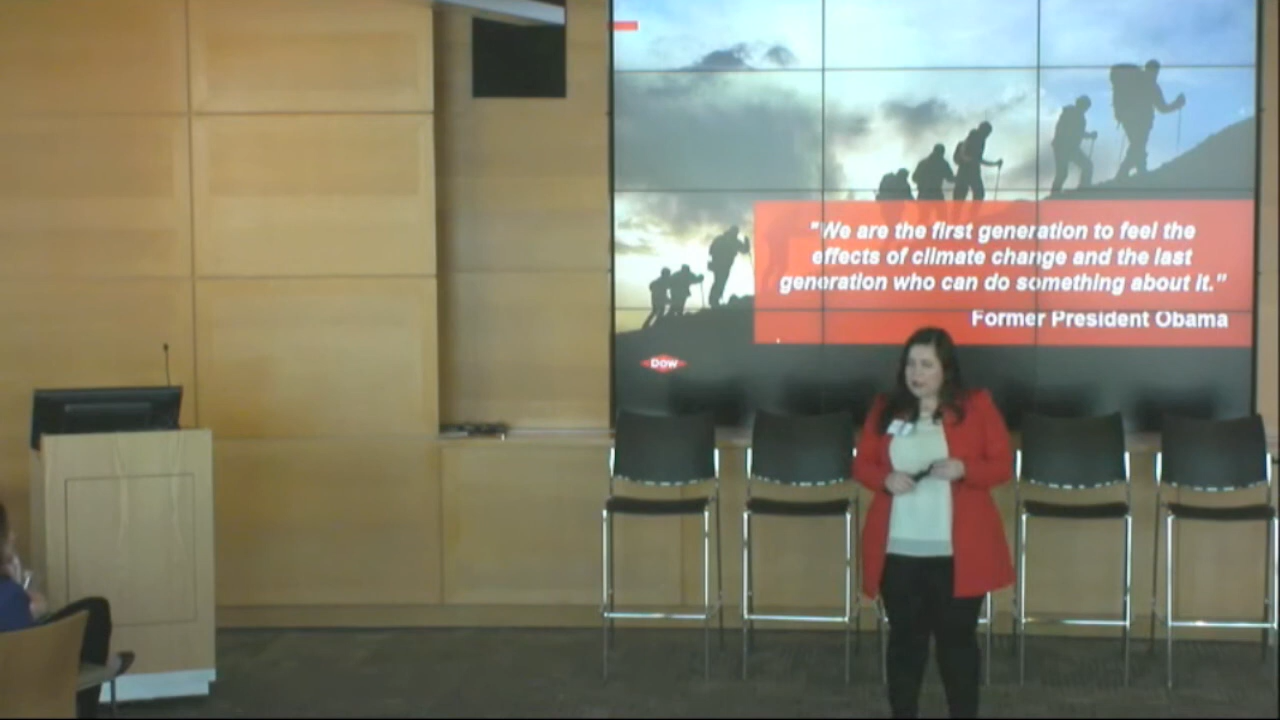 "We are the first generation to feel the
effects of climate change and the last
generation who can do something about it."
Former President Obama
Dow